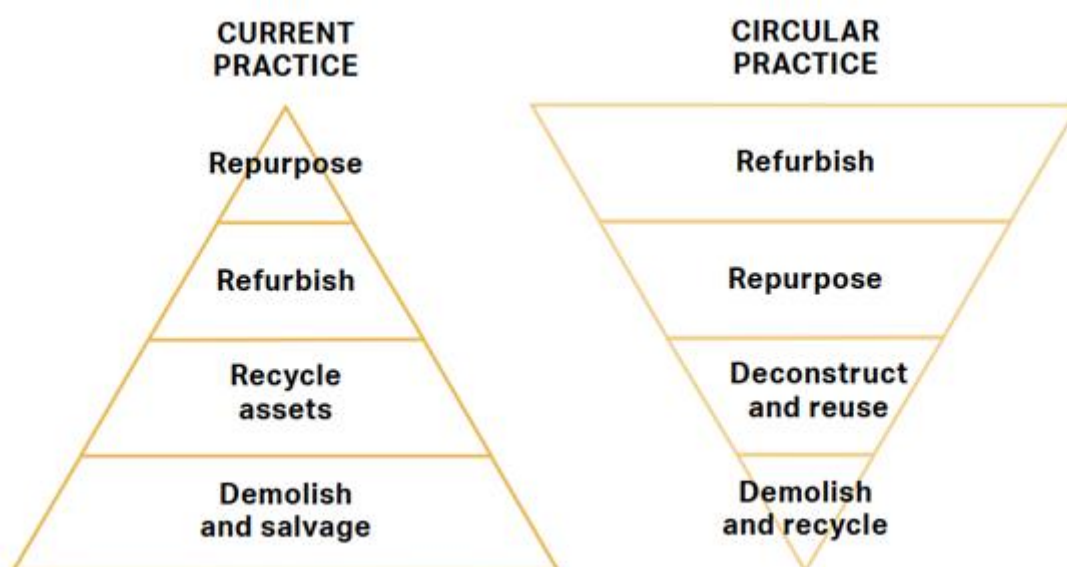 CURRENT
PRACTICE
Repurpose
Refurbish
Recycle
assets
Demolish
and salvage
CIRCULAR
PRACTICE
Refurbish
Repurpose
Deconstruct
and reuse
Demolish
and recycle